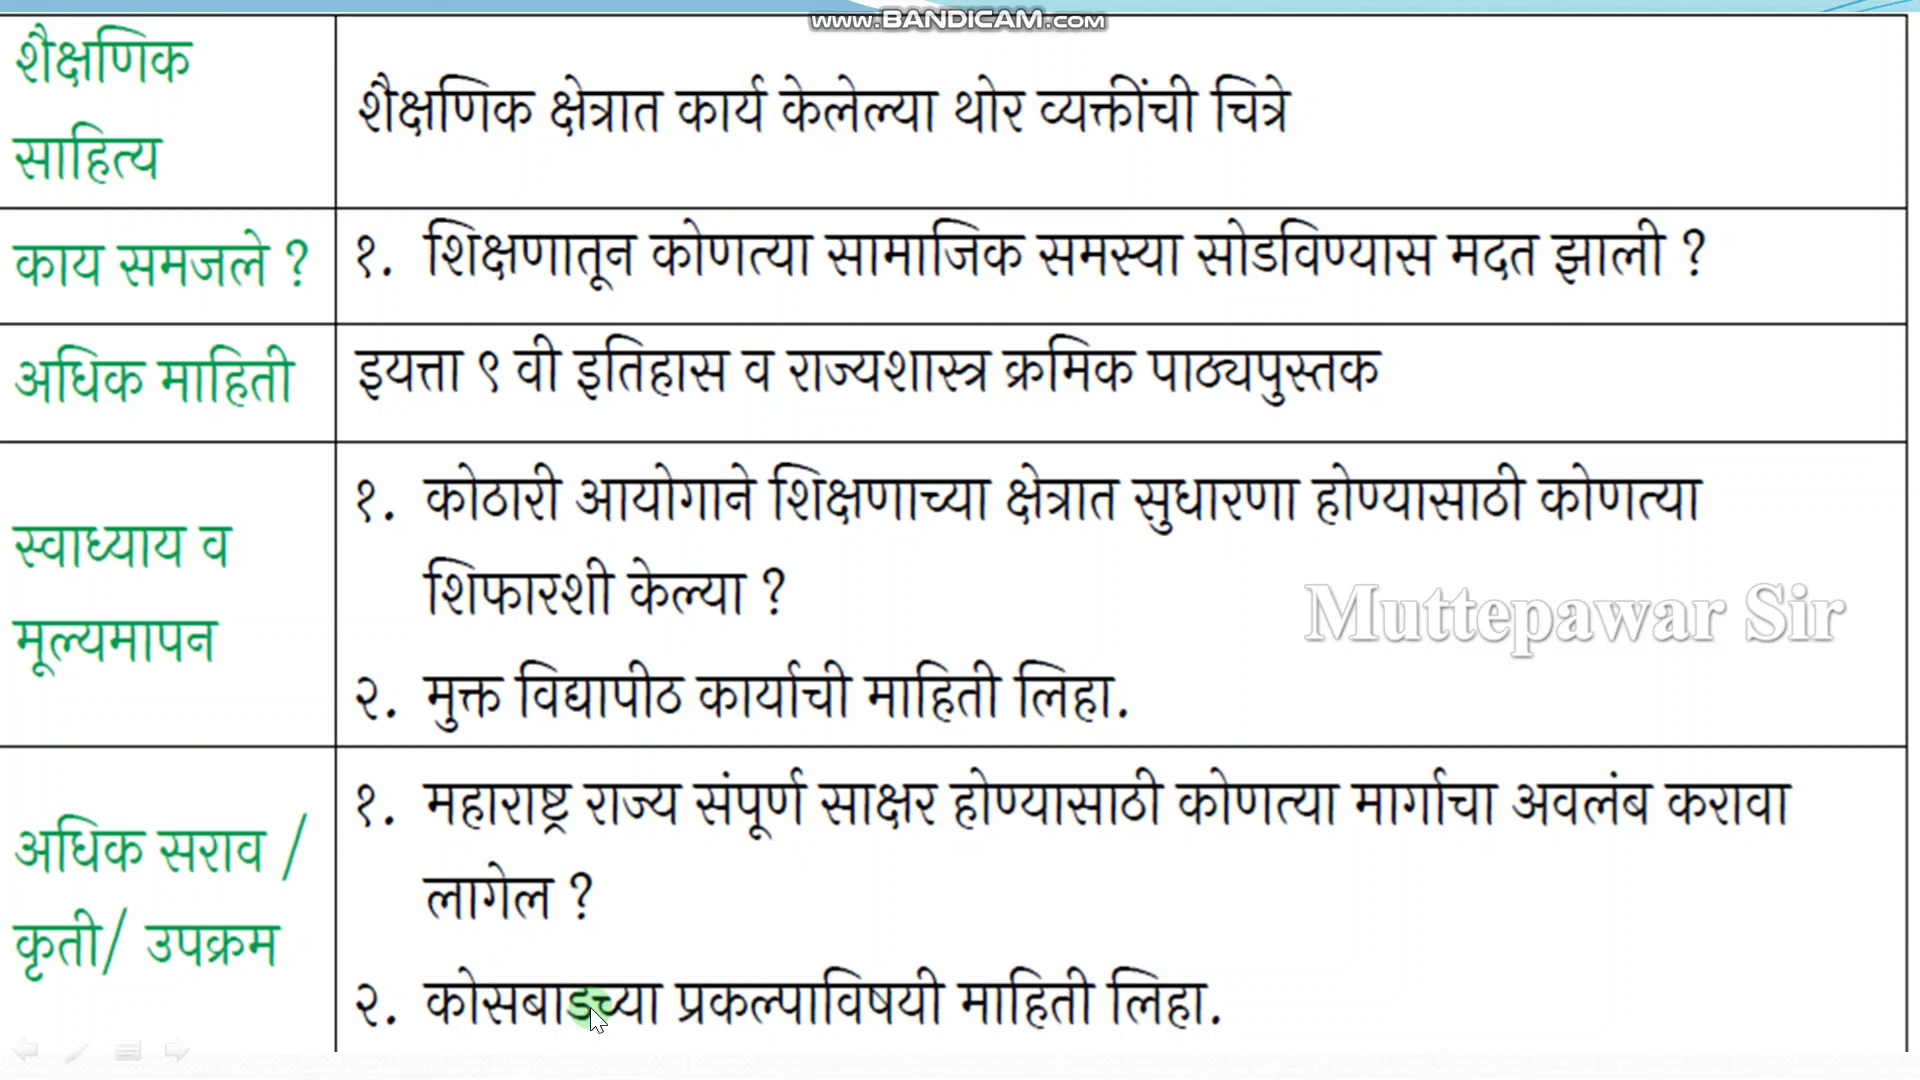 www.BANDICAM.com
शैक्षणिक
साहित्य
शैक्षणिक क्षेत्रात कार्य केलेल्या थोर व्यक्तींची चित्रे
काय समजले ?
१. शिक्षणातून कोणत्या सामाजिक समस्या सोडविण्यास मदत झाली ?
अधिक माहिती
इयत्ता ९ वी इतिहास व राज्यशास्त्र क्रमिक पाठ्यपुस्तक
स्वाध्याय व
मूल्यमापन
१. कोठारी आयोगाने शिक्षणाच्या क्षेत्रात सुधारणा होण्यासाठी कोणत्या
शिफारशी केल्या ?
Muttepawar Sir
२. मुक्त विद्यापीठ कार्याची माहिती लिहा.
अधिक सराव /
कृती/ उपक्रम
१. महाराष्ट्र राज्य संपूर्ण साक्षर होण्यासाठी कोणत्या मार्गाचा अवलंब करावा
लागेल ?
२. कोसबाडच्या प्रकल्पाविषयी माहिती लिहा.